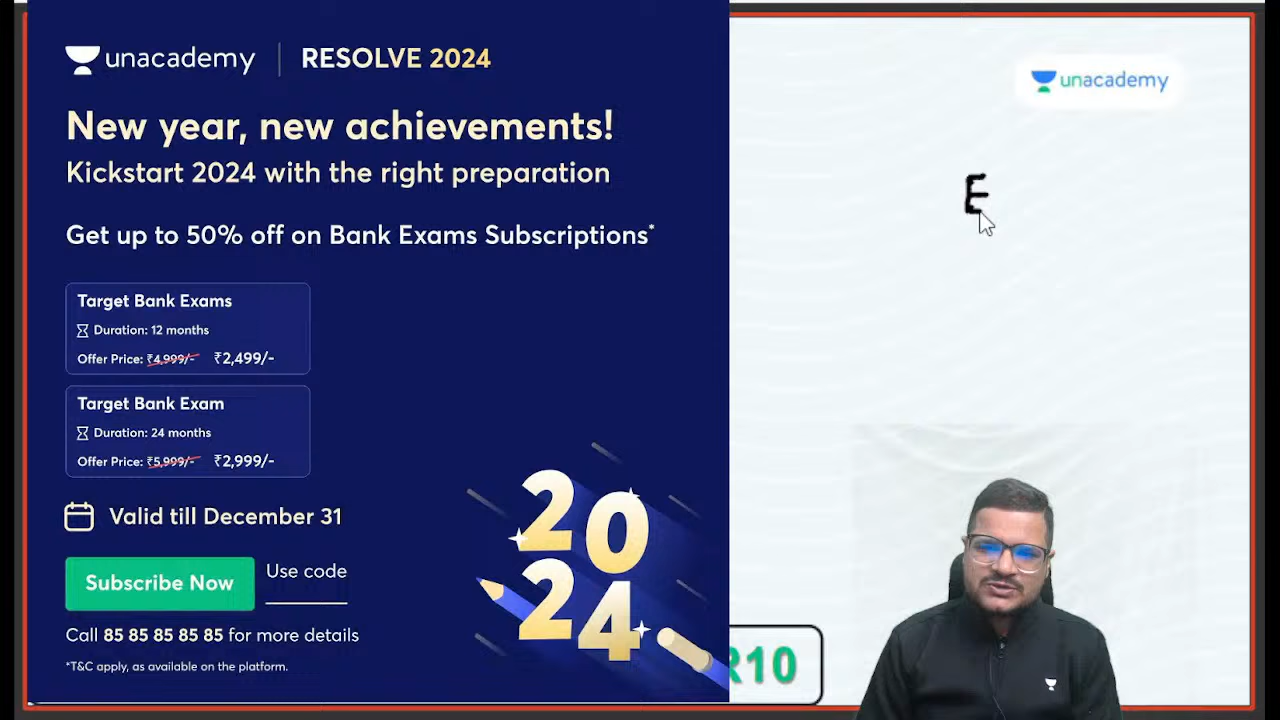 unacademy
RESOLVE 2024
New year, new achievements!
Kickstart 2024 with the right preparation
Get up to 50% off on Bank Exams Subscriptions*
Target Bank Exams
Duration: 12 months
Offer Price: ₹4,999/- ₹2,499/-
Target Bank Exam
Duration: 24 months
Offer Price: ₹5,999/- ₹2,999/-
Valid till December 31
Subscribe Now
Use code
Call 85 85 85 85 85 for more details
*T&C apply, as available on the platform.
2024
unacademy
E
R10